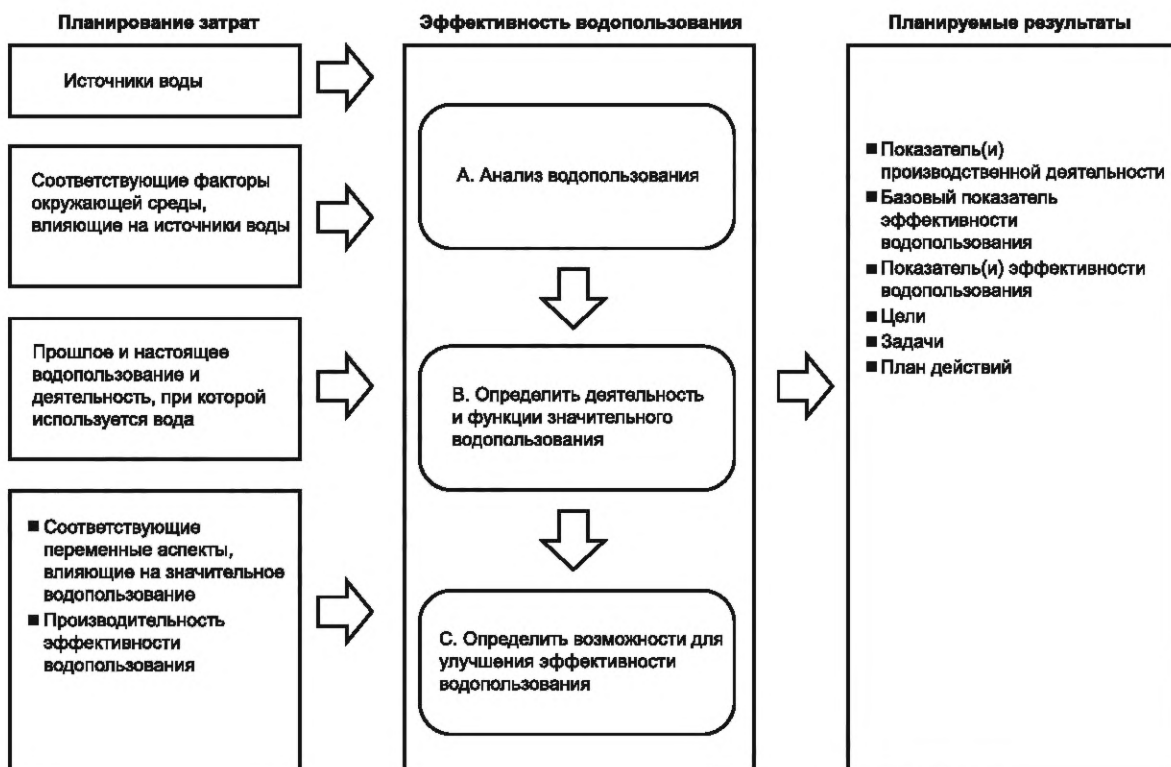 Планирование затрат
Источники воды
Соответствующие факторы
окружающей среды,
влияющие на источники воды
Прошлое и настоящее
водопользование и
деятельность, при которой
используется вода
■ Соответствующие
переменные аспекты,
влияющие на значительное
водопользование
■ Производительность
эффективности
водопользования
Эффективность водопользования
A. Анализ водопользования
B. Определить деятельность
и функции значительного
водопользования
C. Определить возможности для
улучшения эффективности
водопользования
Планируемые результаты
■ Показатель(и)
производственной деятельности
■ Базовый показатель
эффективности
водопользования
■ Показатель(и) эффективности
водопользования
■ Цели
■ Задачи
■ План действий